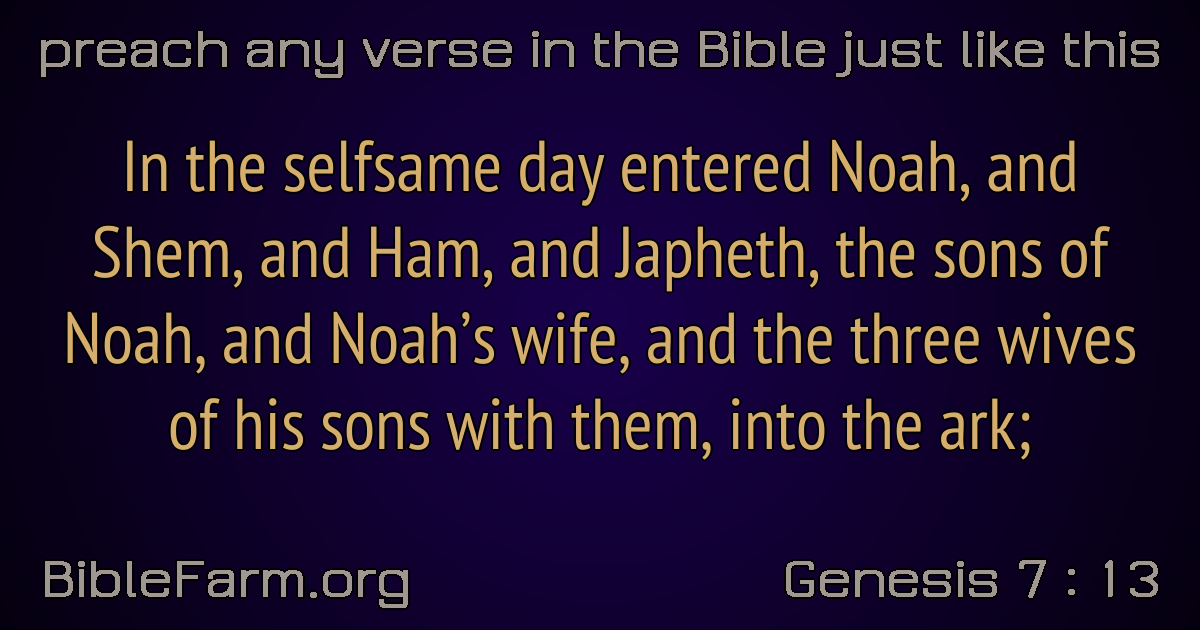 preach any verse in the Bible just like this
In the selfsame day entered Noah, and
Shem, and Ham, and Japheth, the sons of
Noah, and Noah’s wife, and the three wives
of his sons with them, into the ark;
BibleFarm.org
Genesis 7 : 13